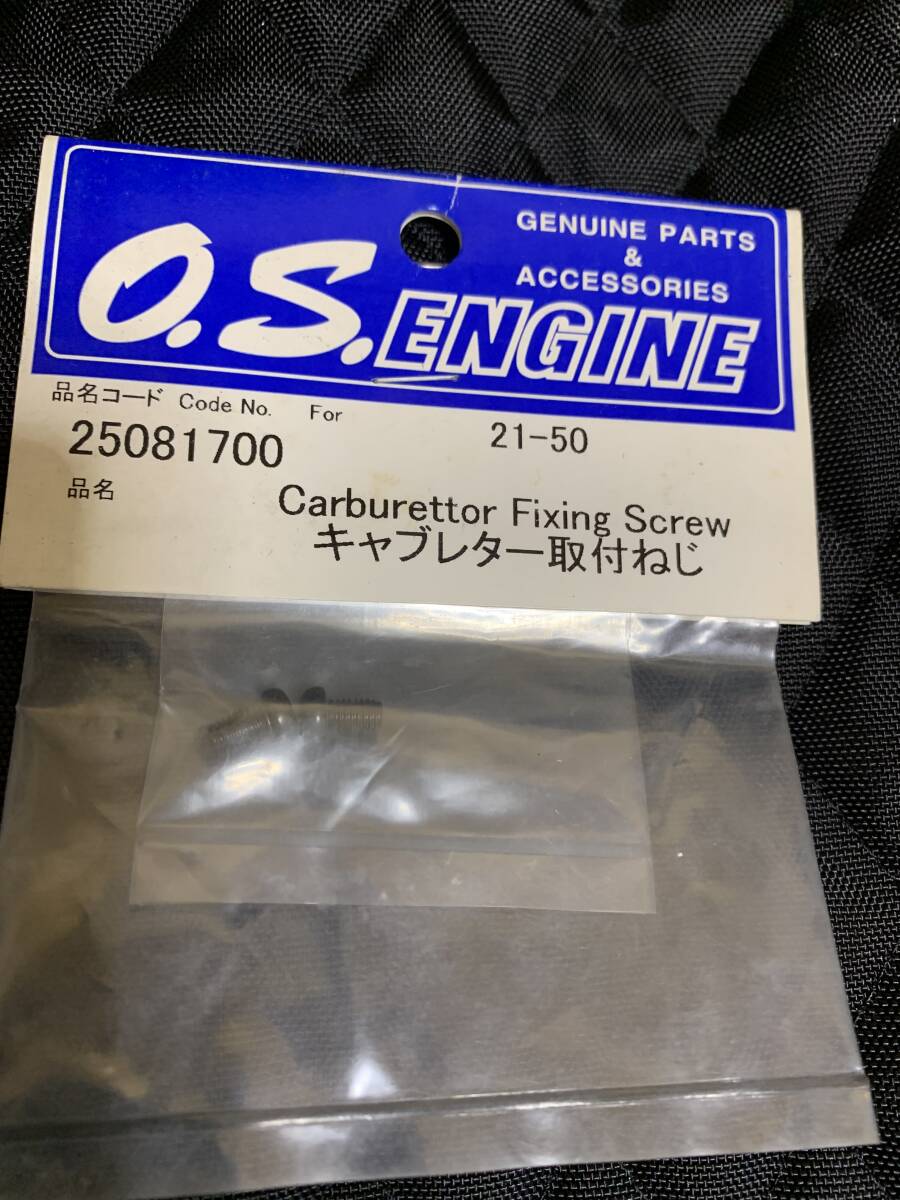 O.S.ENGINE
GENUINE PARTS
&
ACCESSORIES
品名コード Code No. For
25081700 21-50
品名
Carburettor Fixing Screw
キャブレター取付ねじ